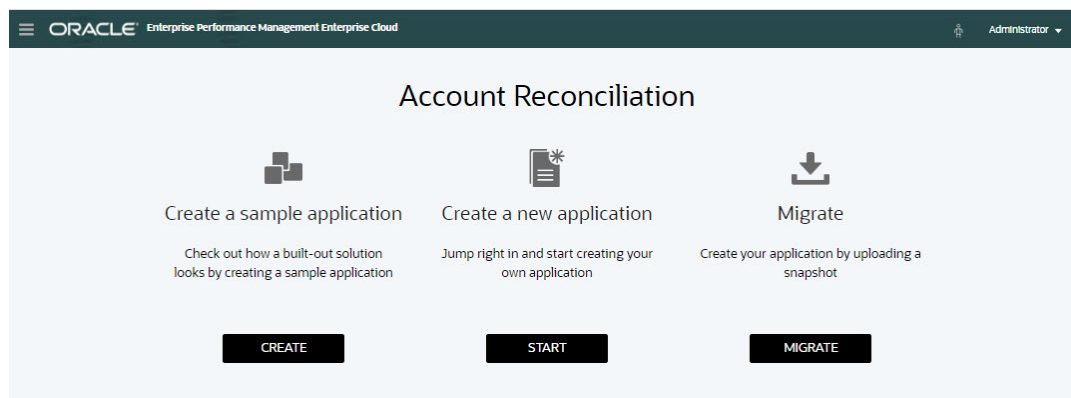 ORACLE® Enterprise Performance Management Enterprise Cloud
Administrator
Account Reconciliation
Create a sample application
Check out how a built-out solution
looks by creating a sample application
CREATE
Create a new application
Jump right in and start creating your
own application
START
Migrate
Create your application by uploading a
snapshot
MIGRATE